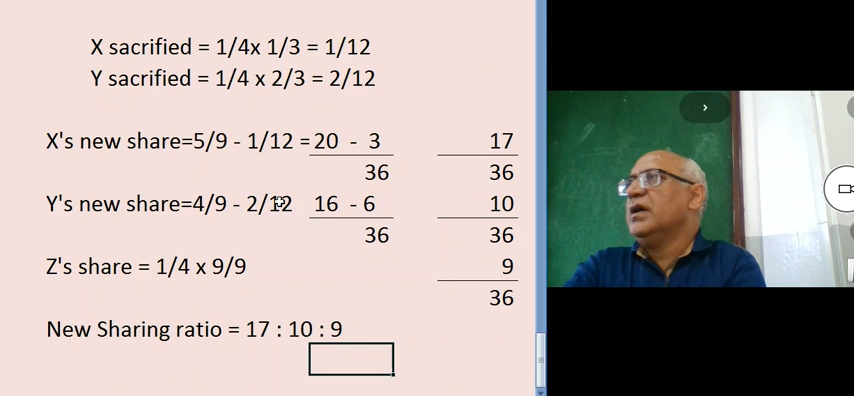 X sacrified = 1/4x 1/3 = 1/12
Y sacrified = 1/4 x 2/3 = 2/12
X's new share=5/9 - 1/12 = 20 - 3 17
36 36
Y's new share=4/9 - 2/12 16 - 6 10
36 36
Z's share = 1/4 x 9/9 9
36
New Sharing ratio = 17 : 10 : 9